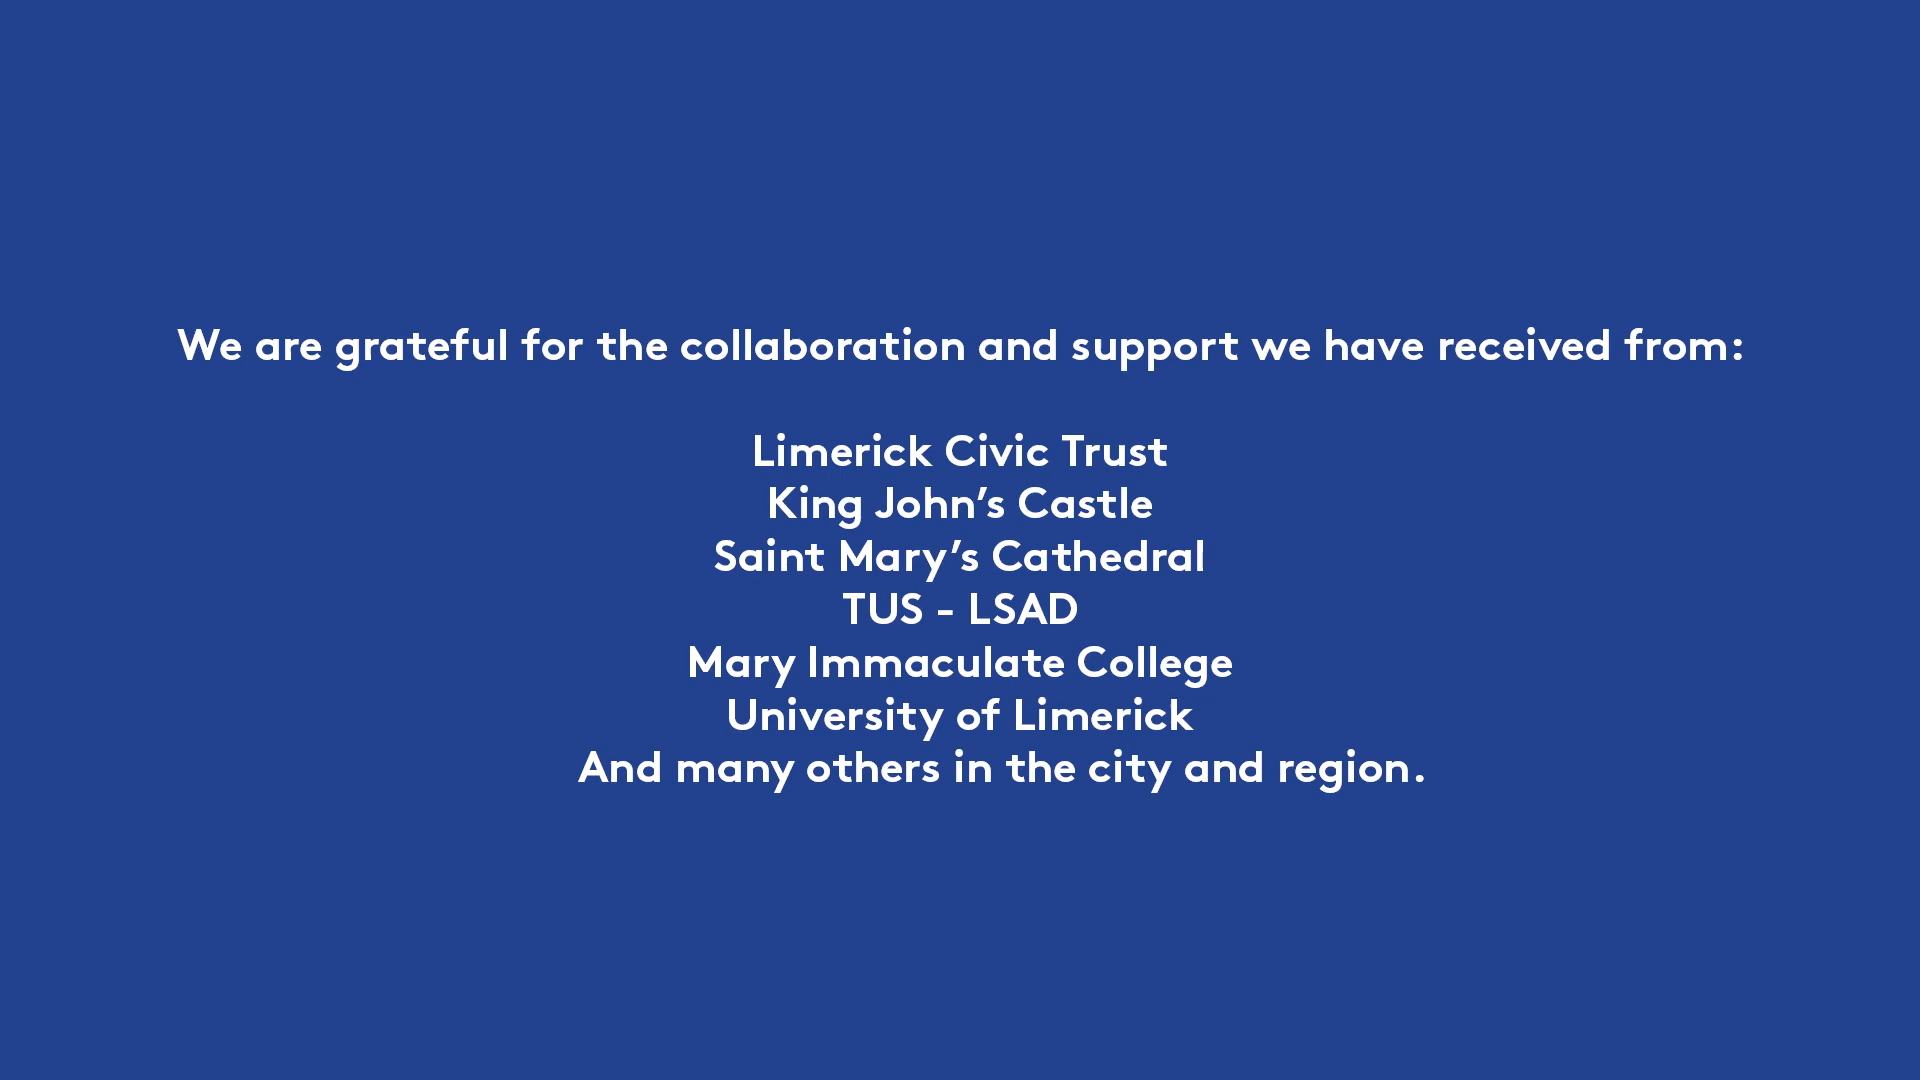 We are grateful for the collaboration and support we have received from:
Limerick Civic Trust
King John’s Castle
Saint Mary’s Cathedral
TUS - LSAD
Mary Immaculate College
University of Limerick
And many others in the city and region.